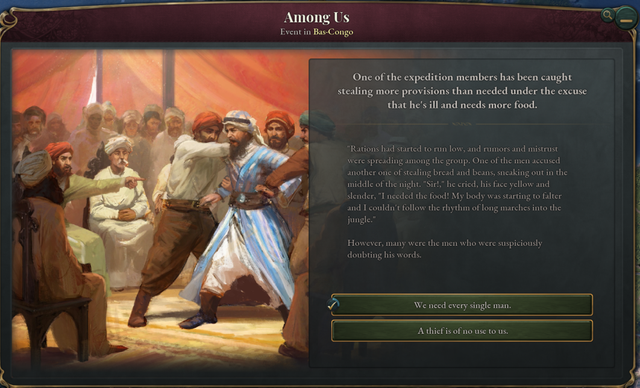 Among Us
Event in Bas-Congo
One of the expedition members has been caught
stealing more provisions than needed under the excuse
that he's ill and needs more food.
"Rations had started to run low, and rumors and mistrust
were spreading among the group. One of the men accused
another one of stealing bread and beans, sneaking out in the
middle of the night. "Sir!," he cried, his face yellow and
slender, "I needed the food! My body was starting to falter
and I couldn't follow the rhythm of long marches into the
jungle."
However, many were the men who were suspiciously
doubting his words.
We need every single man.
A thief is of no use to us.